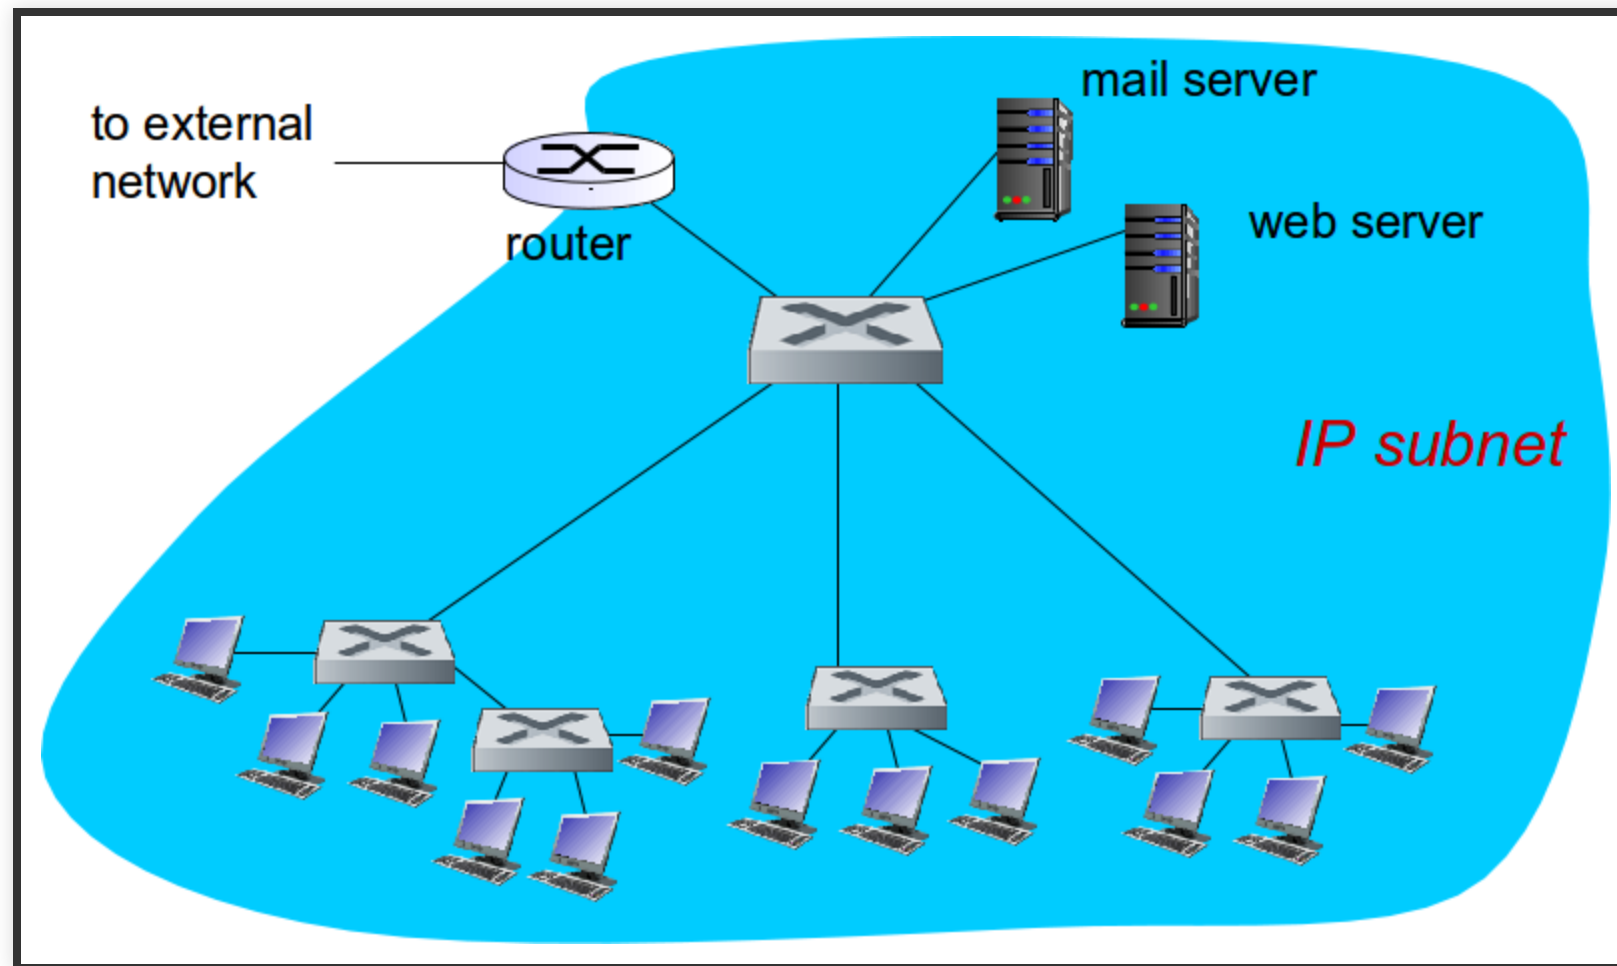 to external
network
router
mail server
web server
IP subnet